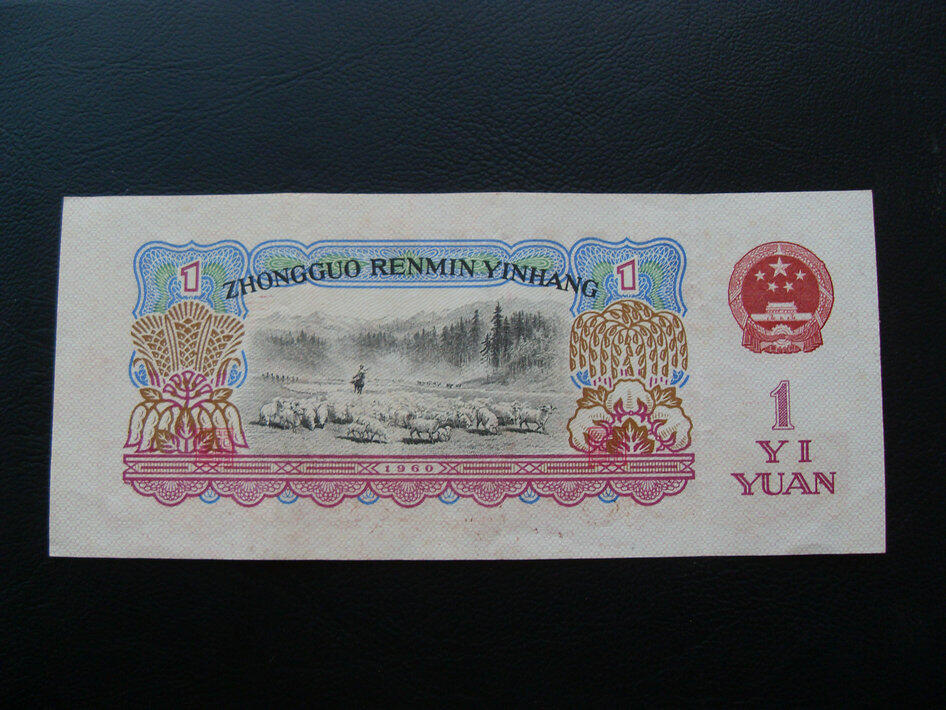 1
ZHONGGUO RENMIN YINHANG
1
1960
1
YI
YUAN